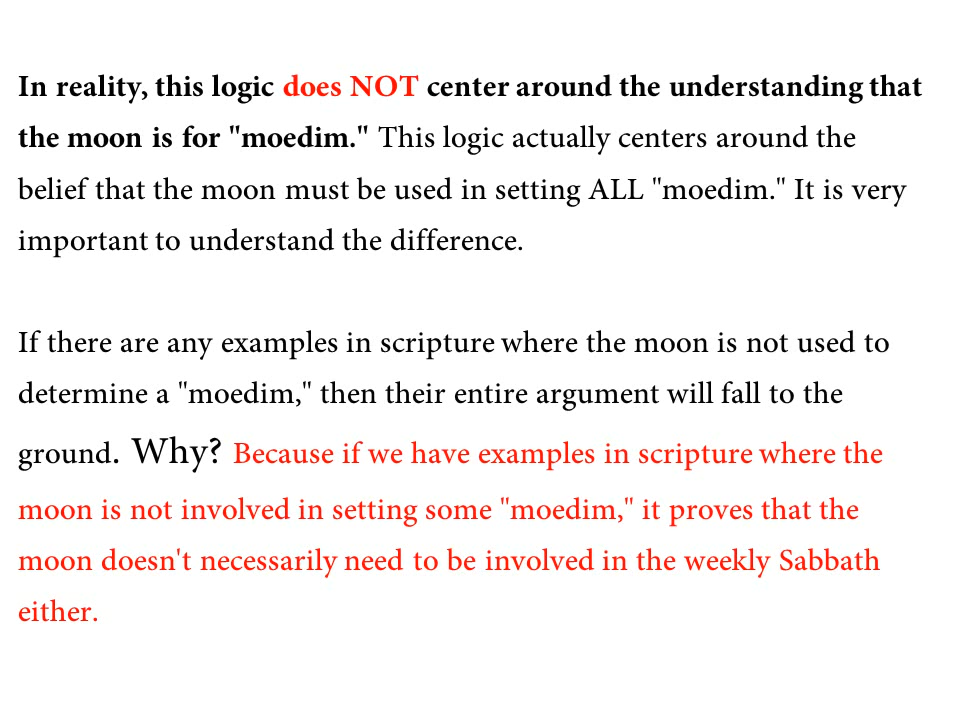 In reality, this logic does NOT center around the understanding that
the moon is for "moedim." This logic actually centers around the
belief that the moon must be used in setting ALL "moedim." It is very
important to understand the difference.
If there are any examples in scripture where the moon is not used to
determine a "moedim," then their entire argument will fall to the
ground. Why? Because if we have examples in scripture where the
moon is not involved in setting some "moedim," it proves that the
moon doesn't necessarily need to be involved in the weekly Sabbath
either.